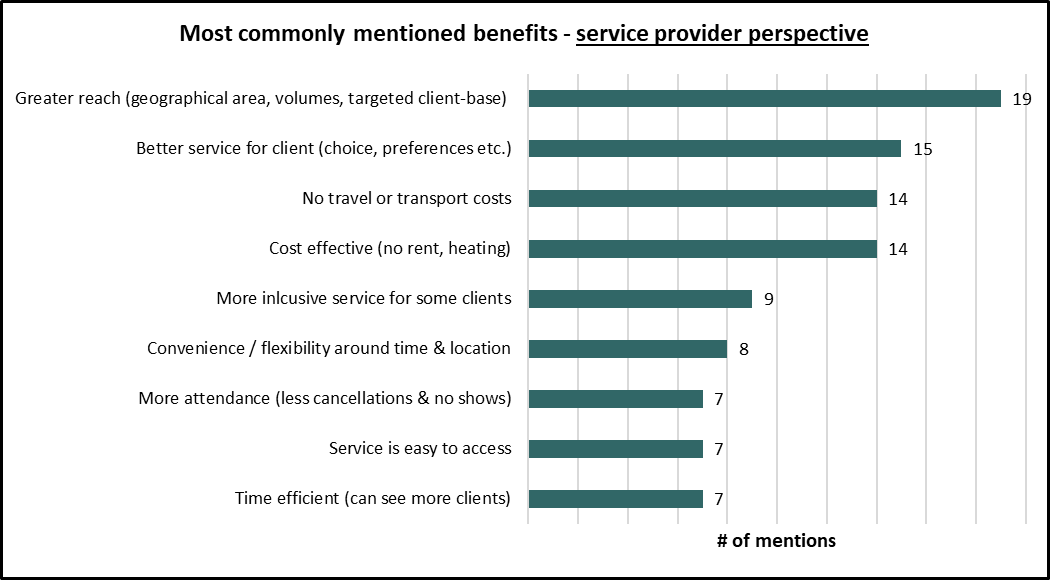 Most commonly mentioned benefits - service provider perspective
Greater reach (geographical area, volumes, targeted client-base) 19
Better service for client (choice, preferences etc.) 15
No travel or transport costs 14
Cost effective (no rent, heating) 14
More inlcusive service for some clients 9
Convenience / flexibility around time & location 8
More attendance (less cancellations & no shows) 7
Service is easy to access 7
Time efficient (can see more clients) 7
# of mentions